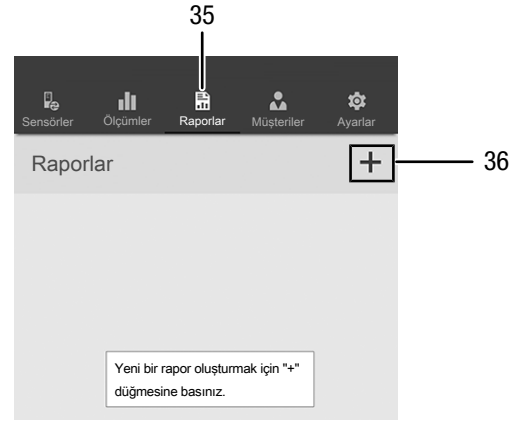 35
Sensörler Ölçümler Raporlar Müşteriler Ayarlar
Raporlar
36
Yeni bir rapor oluşturmak için "+"
düğmesine basınız.